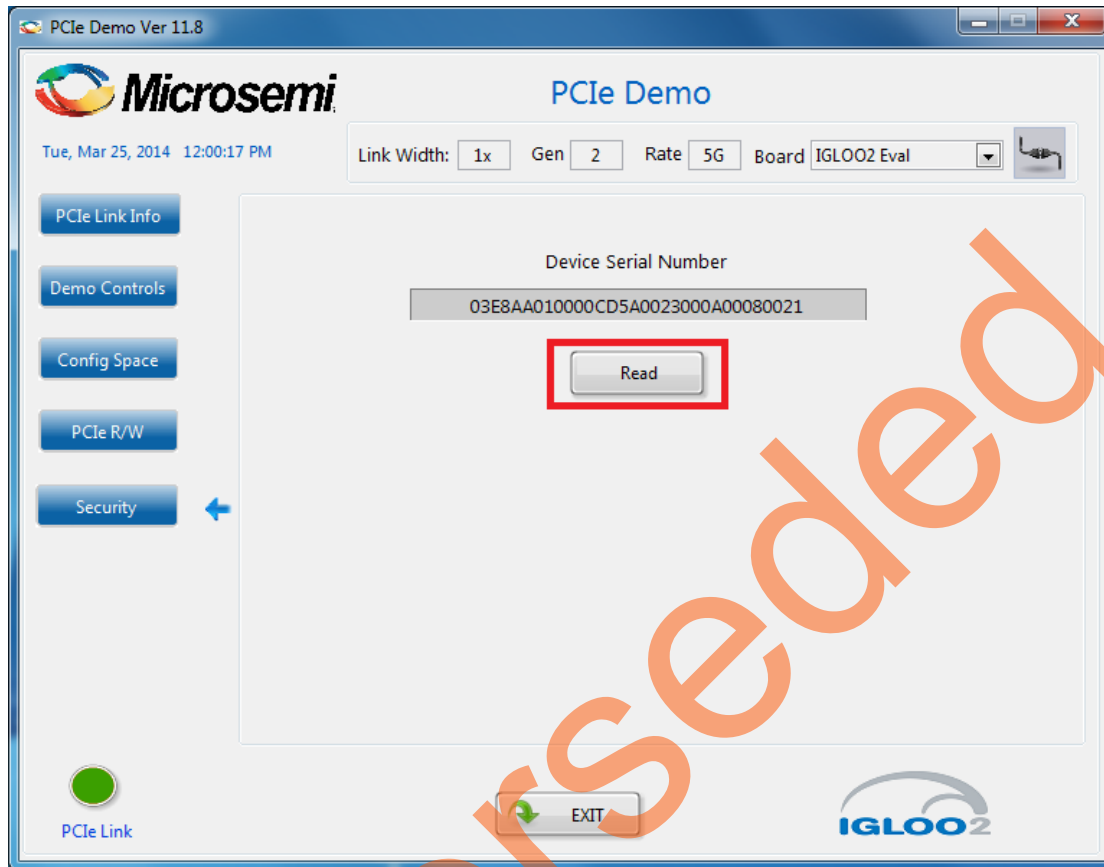 PCIe Demo Ver 11.8
Microsemi
PCIe Demo
Tue, Mar 25, 2014 12:00:17 PM
Link Width: 1x Gen 2 Rate 5G Board IGLOO2 Eval
PCIe Link Info
Device Serial Number
Demo Controls
03E8AA010000CD5A0023000A00080021
Config Space
Read
PCIe R/W
Security
PCIe Link
EXIT
IGLOO2
rseded